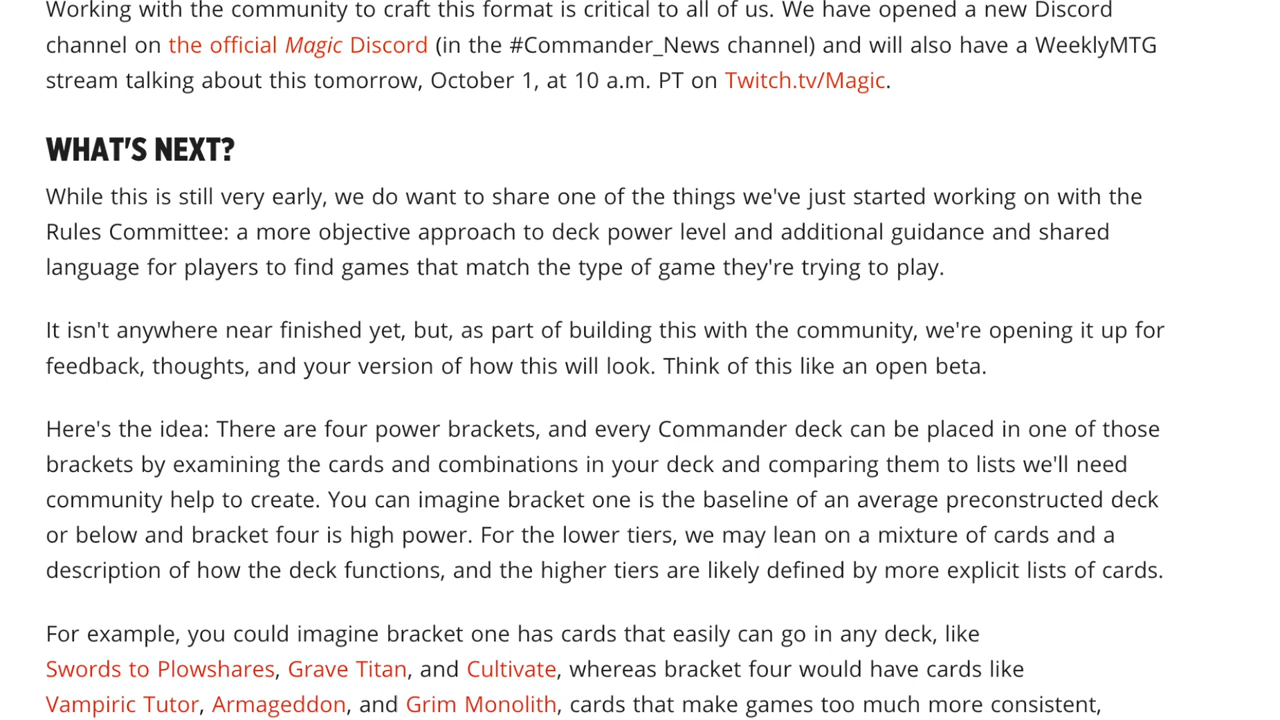 Working with the community to craft this format is critical to all of us. We have opened a new Discord
channel on the official Magic Discord (in the #Commander_News channel) and will also have a WeeklyMTG
stream talking about this tomorrow, October 1, at 10 a.m. PT on Twitch.tv/Magic.
WHAT'S NEXT?
While this is still very early, we do want to share one of the things we've just started working on with the
Rules Committee: a more objective approach to deck power level and additional guidance and shared
language for players to find games that match the type of game they're trying to play.
It isn't anywhere near finished yet, but, as part of building this with the community, we're opening it up for
feedback, thoughts, and your version of how this will look. Think of this like an open beta.
Here's the idea: There are four power brackets, and every Commander deck can be placed in one of those
brackets by examining the cards and combinations in your deck and comparing them to lists we'll need
community help to create. You can imagine bracket one is the baseline of an average preconstructed deck
or below and bracket four is high power. For the lower tiers, we may lean on a mixture of cards and a
description of how the deck functions, and the higher tiers are likely defined by more explicit lists of cards.
For example, you could imagine bracket one has cards that easily can go in any deck, like
Swords to Plowshares, Grave Titan, and Cultivate, whereas bracket four would have cards like
Vampiric Tutor, Armageddon, and Grim Monolith, cards that make games too much more consistent,